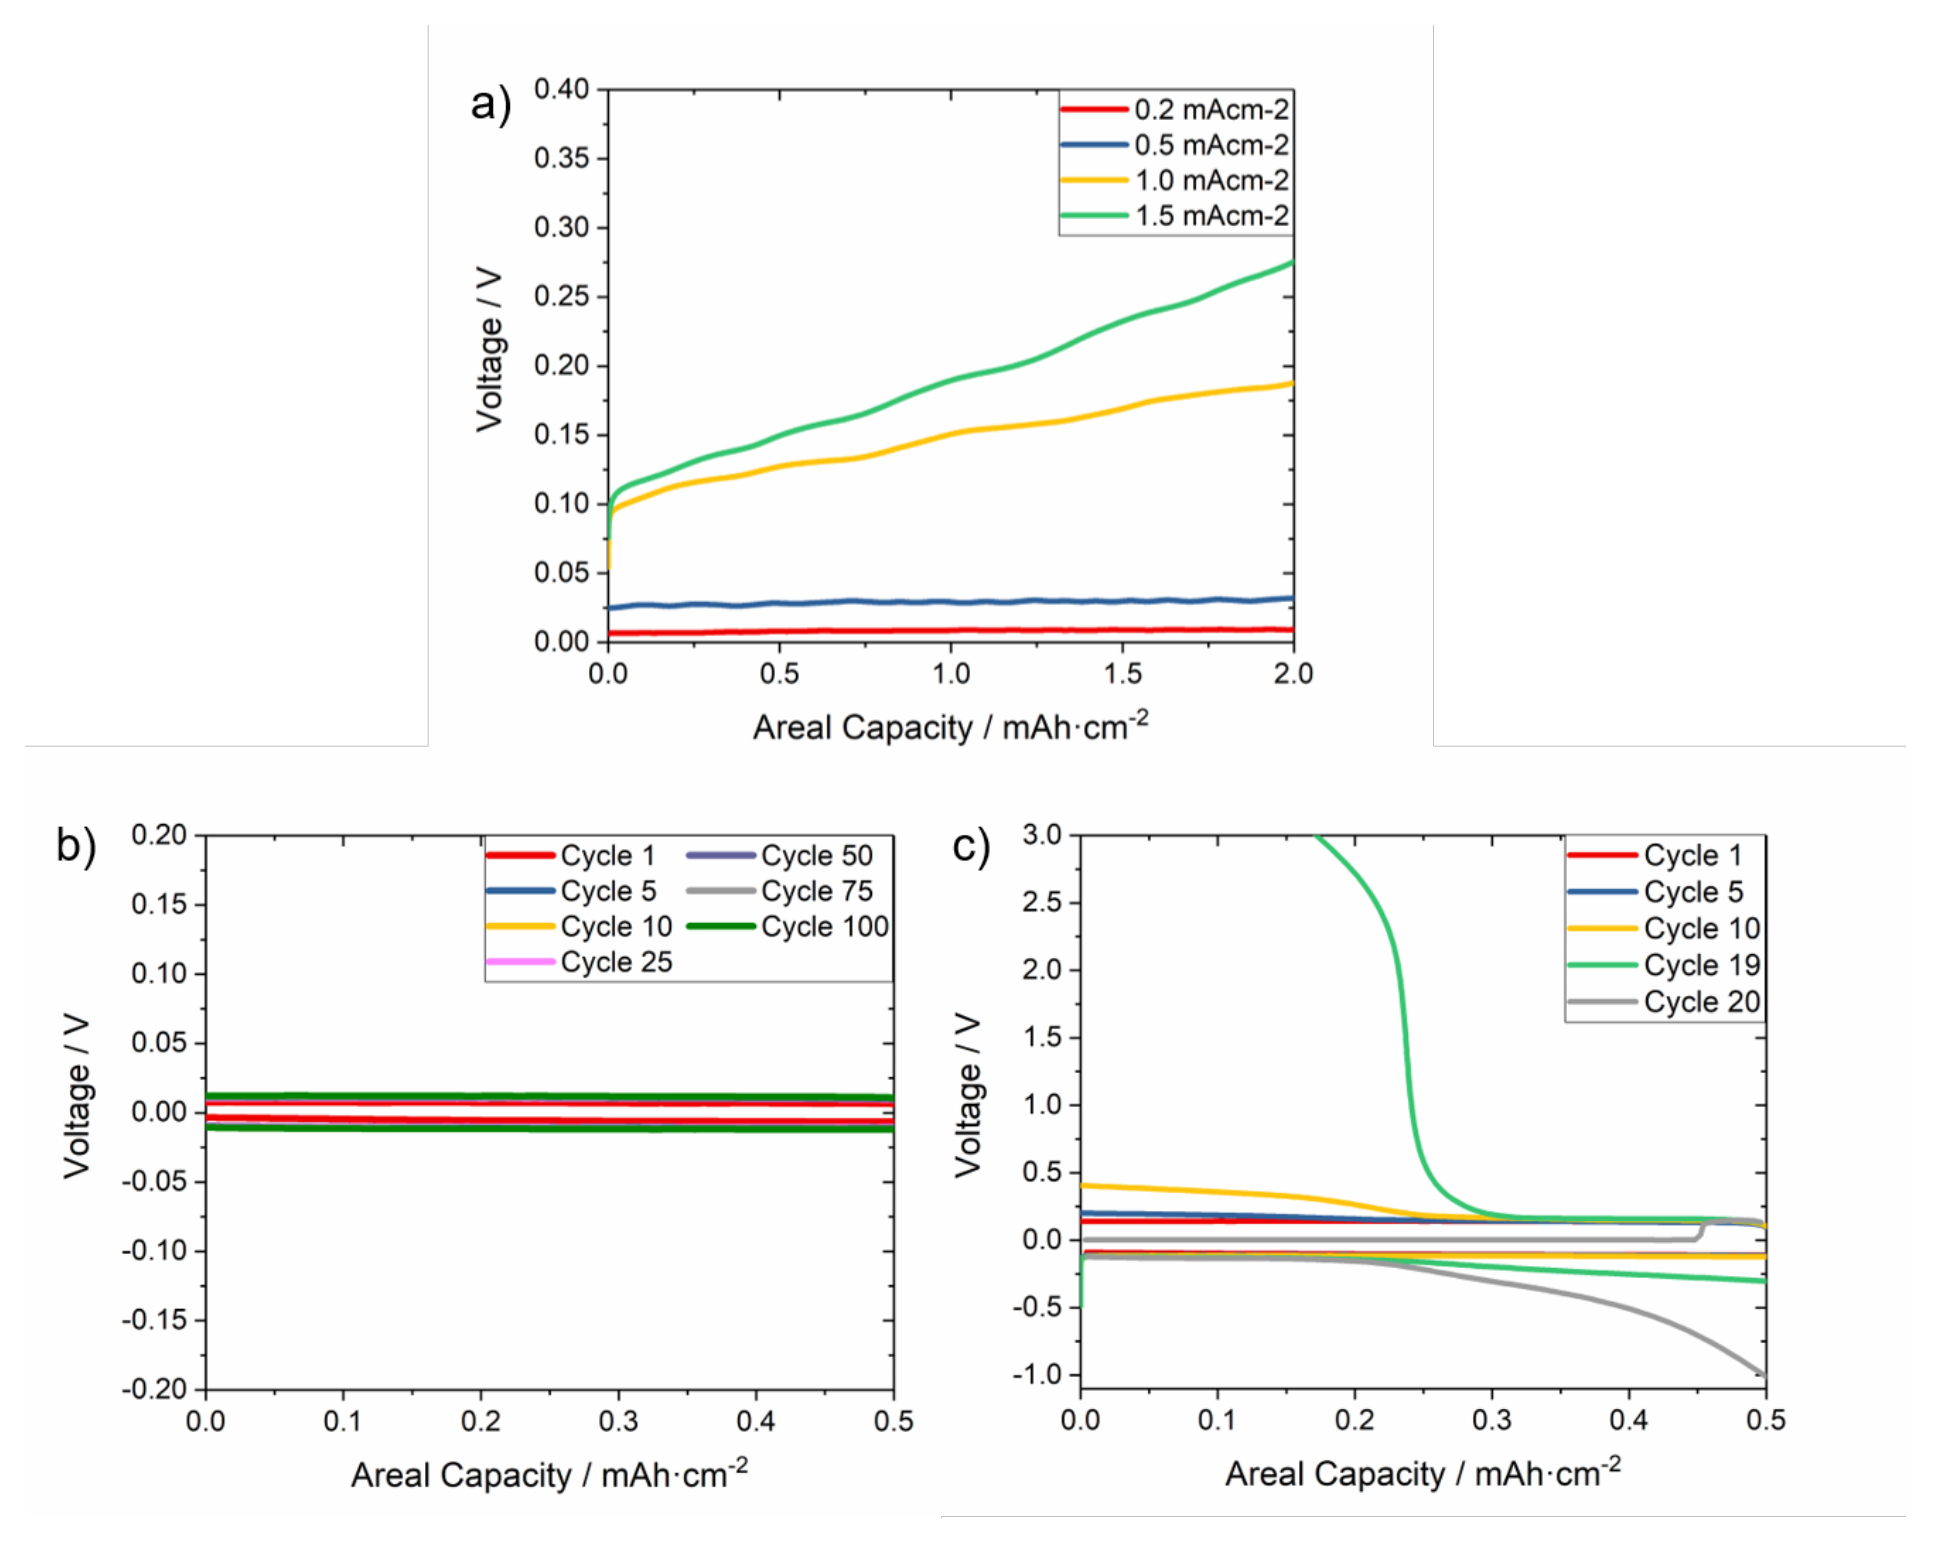 a)
0.40
0.35
0.30
0.25
0.20
0.15
0.10
0.05
0.00
Voltage / V
0.2 mAcm-2
0.5 mAcm-2
1.0 mAcm-2
1.5 mAcm-2
0.0 0.5 1.0 1.5 2.0
Areal Capacity / mAh·cm-2
b)
0.20
0.15
0.10
0.05
0.00
-0.05
-0.10
-0.15
-0.20
Voltage / V
Cycle 1 Cycle 50
Cycle 5 Cycle 75
Cycle 10 Cycle 100
Cycle 25
0.0 0.1 0.2 0.3 0.4 0.5
Areal Capacity / mAh·cm-2
c)
3.0
2.5
2.0
1.5
1.0
0.5
0.0
-0.5
-1.0
Voltage / V
Cycle 1
Cycle 5
Cycle 10
Cycle 19
Cycle 20
0.0 0.1 0.2 0.3 0.4 0.5
Areal Capacity / mAh·cm-2